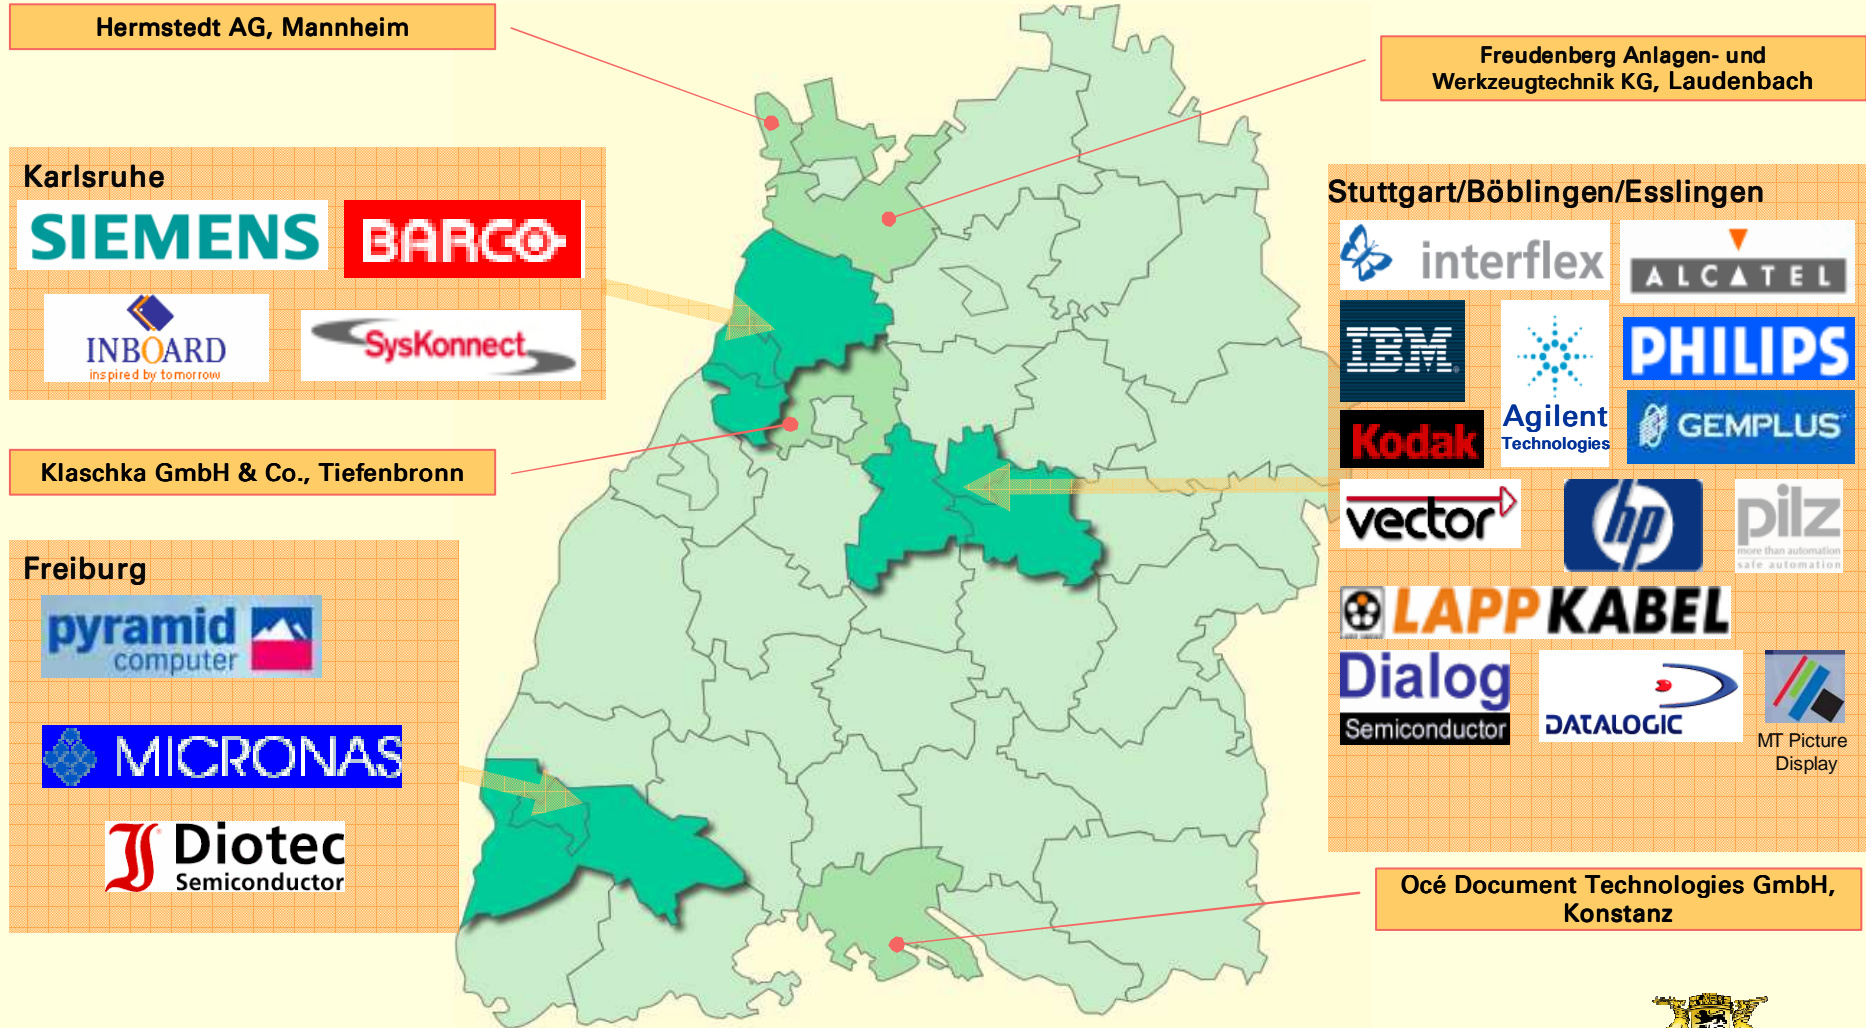 Hermstedt AG, Mannheim
Freudenberg Anlagen- und
Werkzeugtechnik KG, Laudenbach
Karlsruhe
SIEMENS
BARCO
INBOARD
inspired by tomorrow
SysKonnect
Klaschka GmbH & Co., Tiefenbronn
Freiburg
pyramid
computer
MICRONAS
Diotec
Semiconductor
Stuttgart/Böblingen/Esslingen
interflex
ALCATEL
IBM
Agilent
Technologies
PHILIPS
Kodak
GEMPLUS
vector
hp
pilz
more than automation
safe automation
LAPP KABEL
Dialog
Semiconductor
DATALOGIC
MT Picture
Display
Océ Document Technologies GmbH,
Konstanz